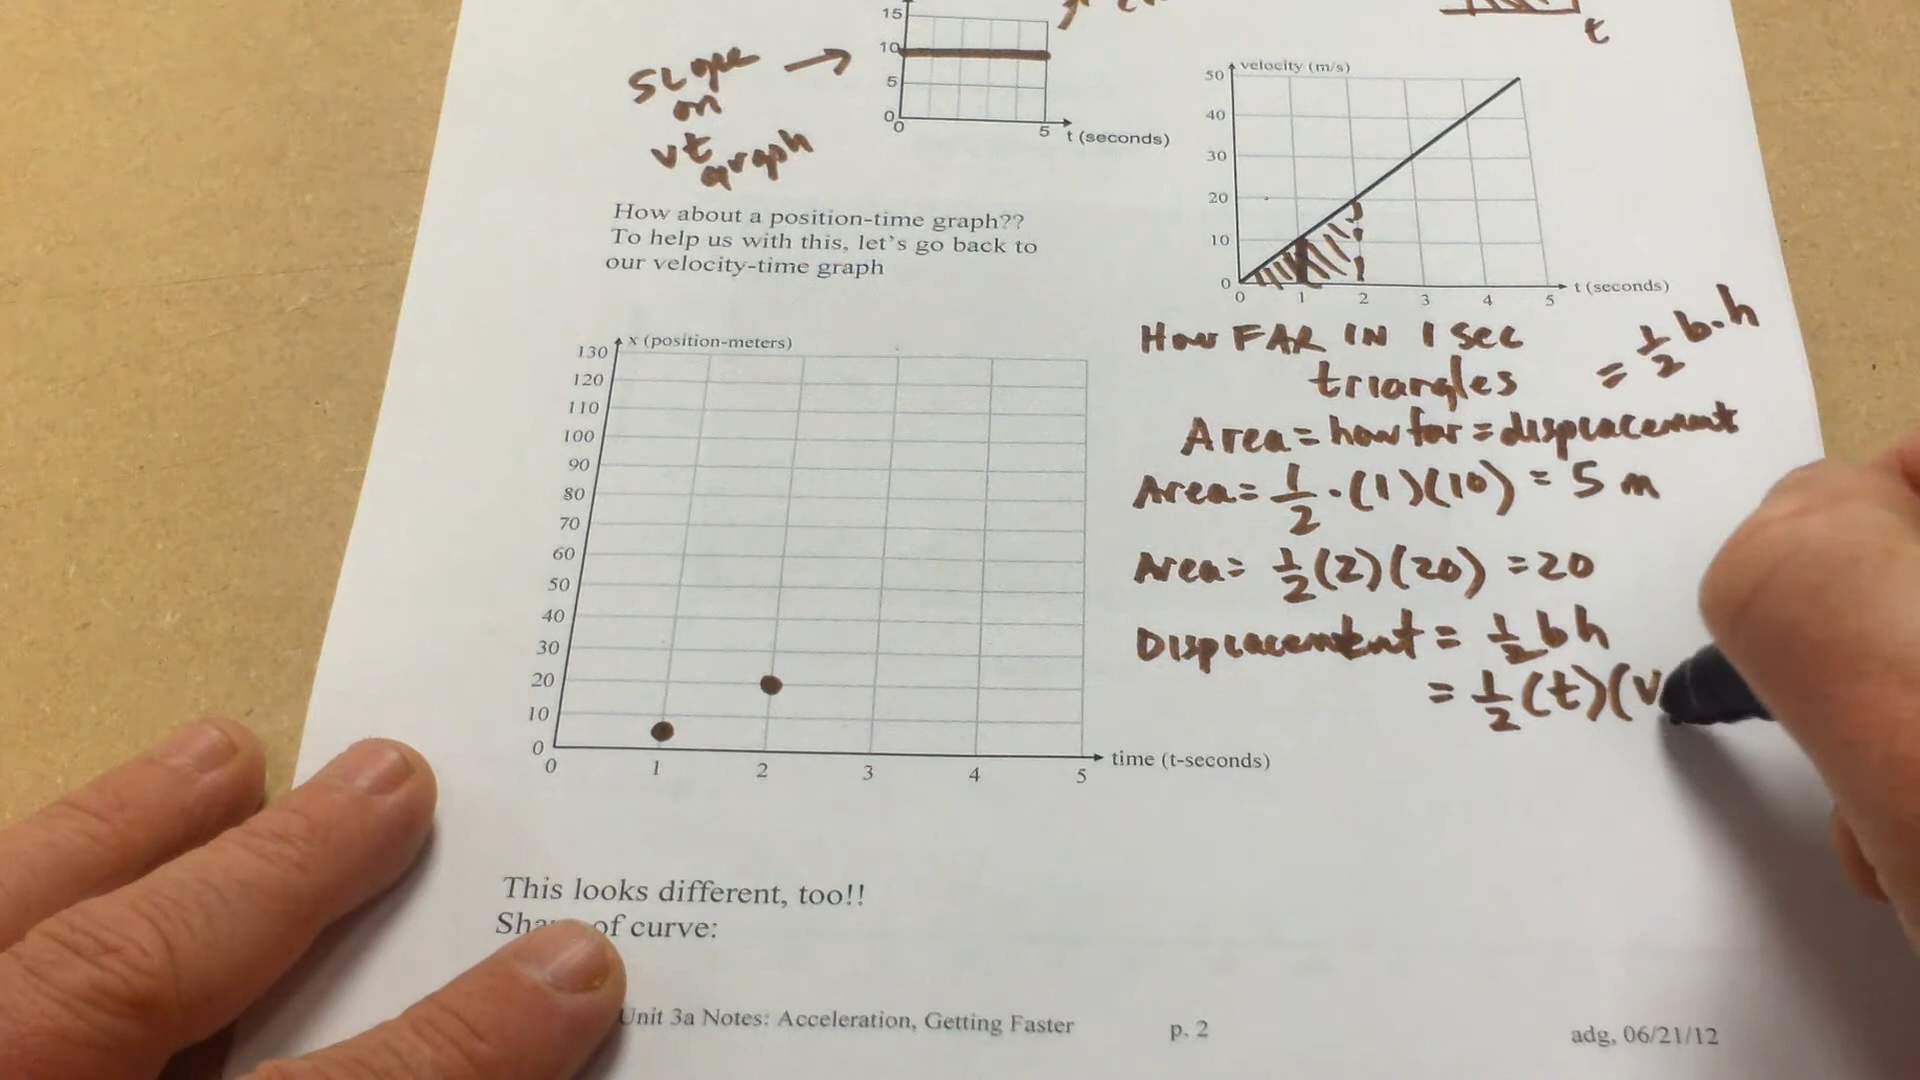 15
10
5
0
0
5
t (seconds)
slope
on
vt
graph
t
velocity (m/s)
50
40
30
20
10
0
0 1 2 3 4 5
t (seconds)
How about a position-time graph??
To help us with this, let's go back to
our velocity-time graph
x (position-meters)
130
120
110
100
90
80
70
60
50
40
30
20
10
0
0 1 2 3 4 5
time (t-seconds)
How FAR IN 1 sec
triangles = 1/2 b·h
Area = how far = displacement
Area = 1/2 · (1)(10) = 5 m
Area = 1/2 (2)(20) = 20
Displacement = 1/2 bh
= 1/2 (t)(v
This looks different, too!!
of curve:
Unit 3a Notes: Acceleration, Getting Faster
p. 2
adg, 06/21/12